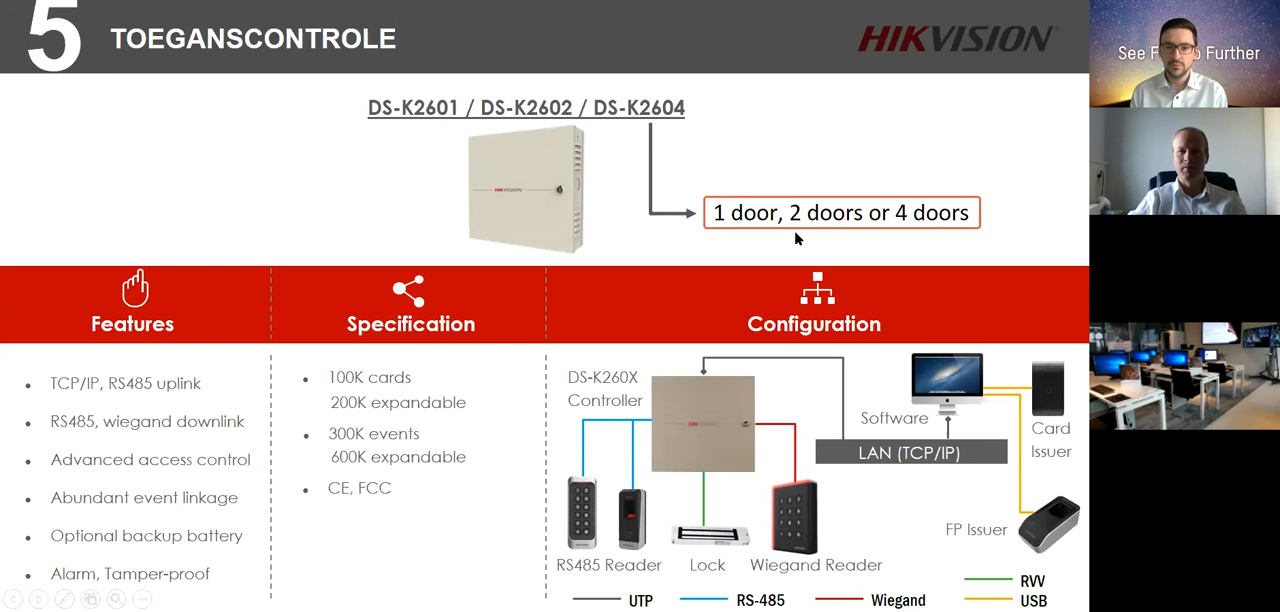 5
TOEGANSCONTROLE
HIKVISION
DS-K2601 / DS-K2602 / DS-K2604
HIKVISION
1 door, 2 doors or 4 doors
Features
Specification
Configuration
TCP/IP, RS485 uplink
RS485, wiegand downlink
Advanced access control
Abundant event linkage
Optional backup battery
Alarm, Tamper-proof
100K cards
200K expandable
300K events
600K expandable
CE, FCC
DS-K260X
Controller
Software
LAN (TCP/IP)
Card
Issuer
FP Issuer
RS485 Reader
Lock
Wiegand Reader
UTP
RS-485
Wiegand
RVV
USB
See F
Further